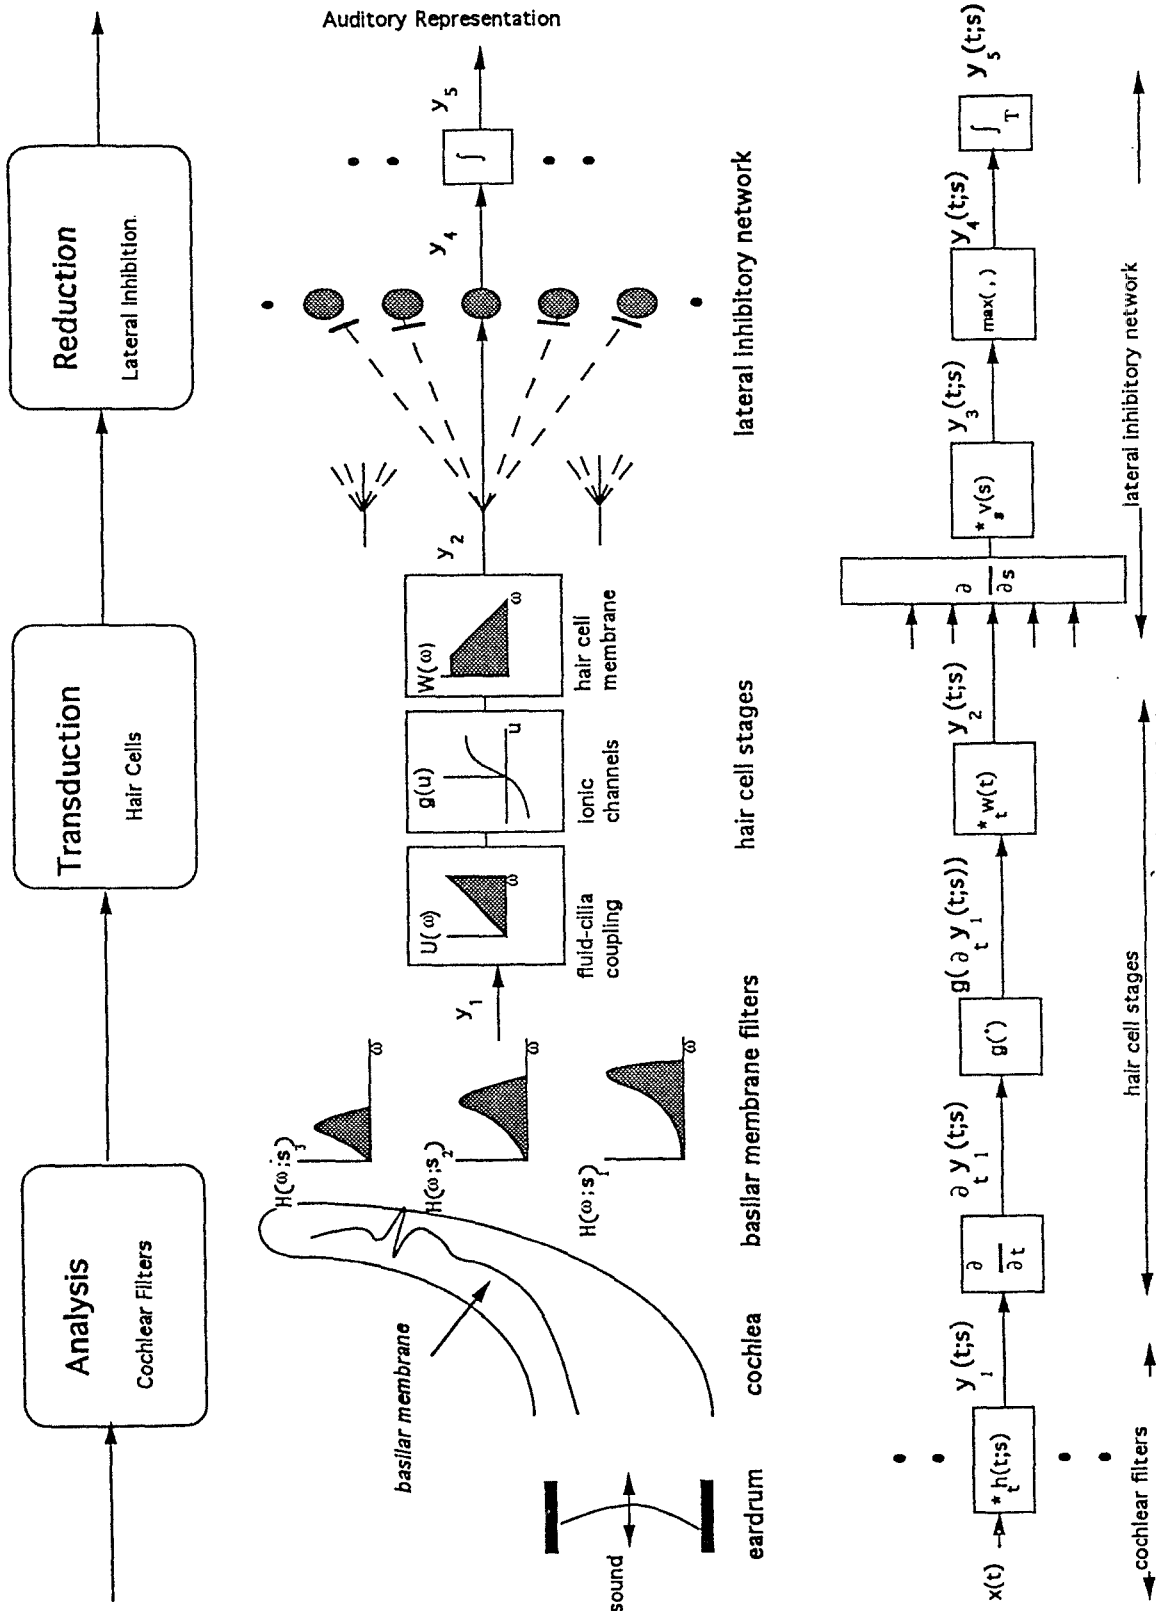 Analysis
Cochlear Filters
Transduction
Hair Cells
Reduction
Lateral Inhibition.
sound
eardrum
basilar membrane
cochlea
H(ω;s₃)
ω
H(ω;s₂)
ω
H(ω;s₁)
ω
basilar membrane filters
y₁
U(ω)
ω
fluid-cilia
coupling
g(u)
u
ionic
channels
W(ω)
ω
hair cell
membrane
hair cell stages
y₂
lateral inhibitory network
y₄
∫
y₅
Auditory Representation
x(t)
*ₜ h(t;s)
y₁(t;s)
∂/∂t
∂ₜ y₁(t;s)
g(·)
g(∂ₜ y₁(t;s))
*ₜ w(t)
y₂(t;s)
∂/∂s
*ₛ v(s)
y₃(t;s)
max(,)
y₄(t;s)
∫T
y₅(t;s)
cochlear filters
hair cell stages
lateral inhibitory network